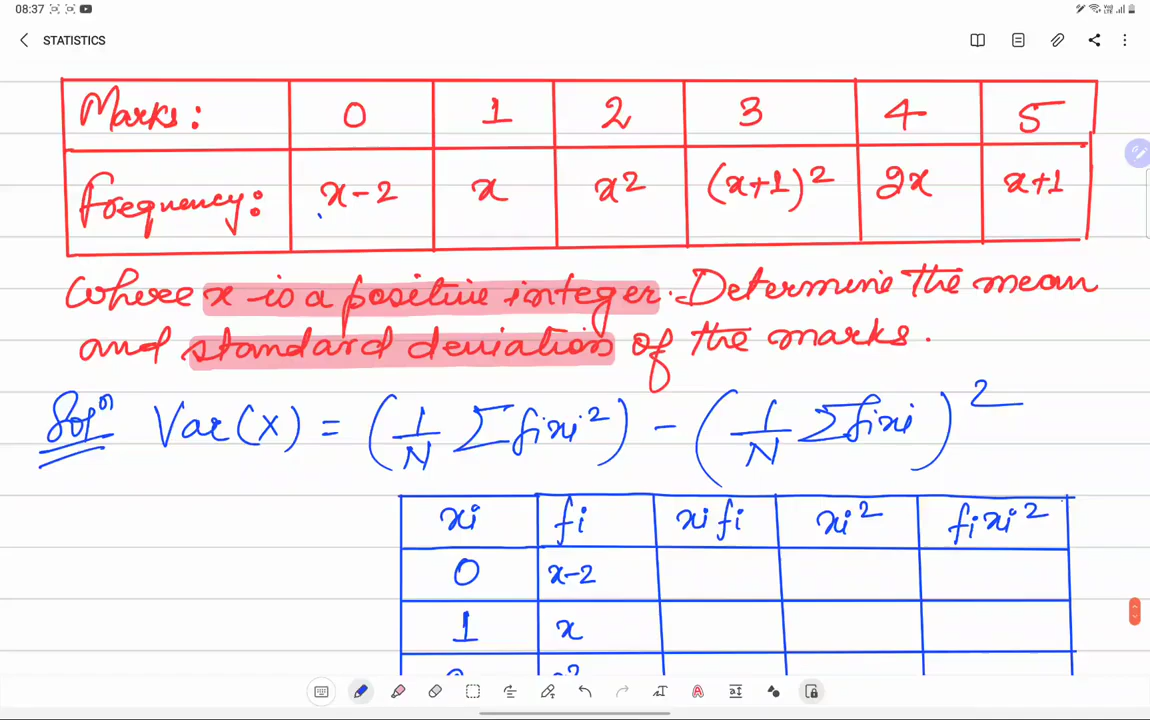 08:37
STATISTICS
Marks: 0 1 2 3 4 5
Frequency: x-2 x x² (x+1)² 2x x+1
Where x is a positive integer. Determine the mean
and standard deviation of the marks.
Solⁿ Var(X) = (1/N Σfixi²) - (1/N Σfixi)²
xi fi xifi xi² fixi²
0 x-2
1 x